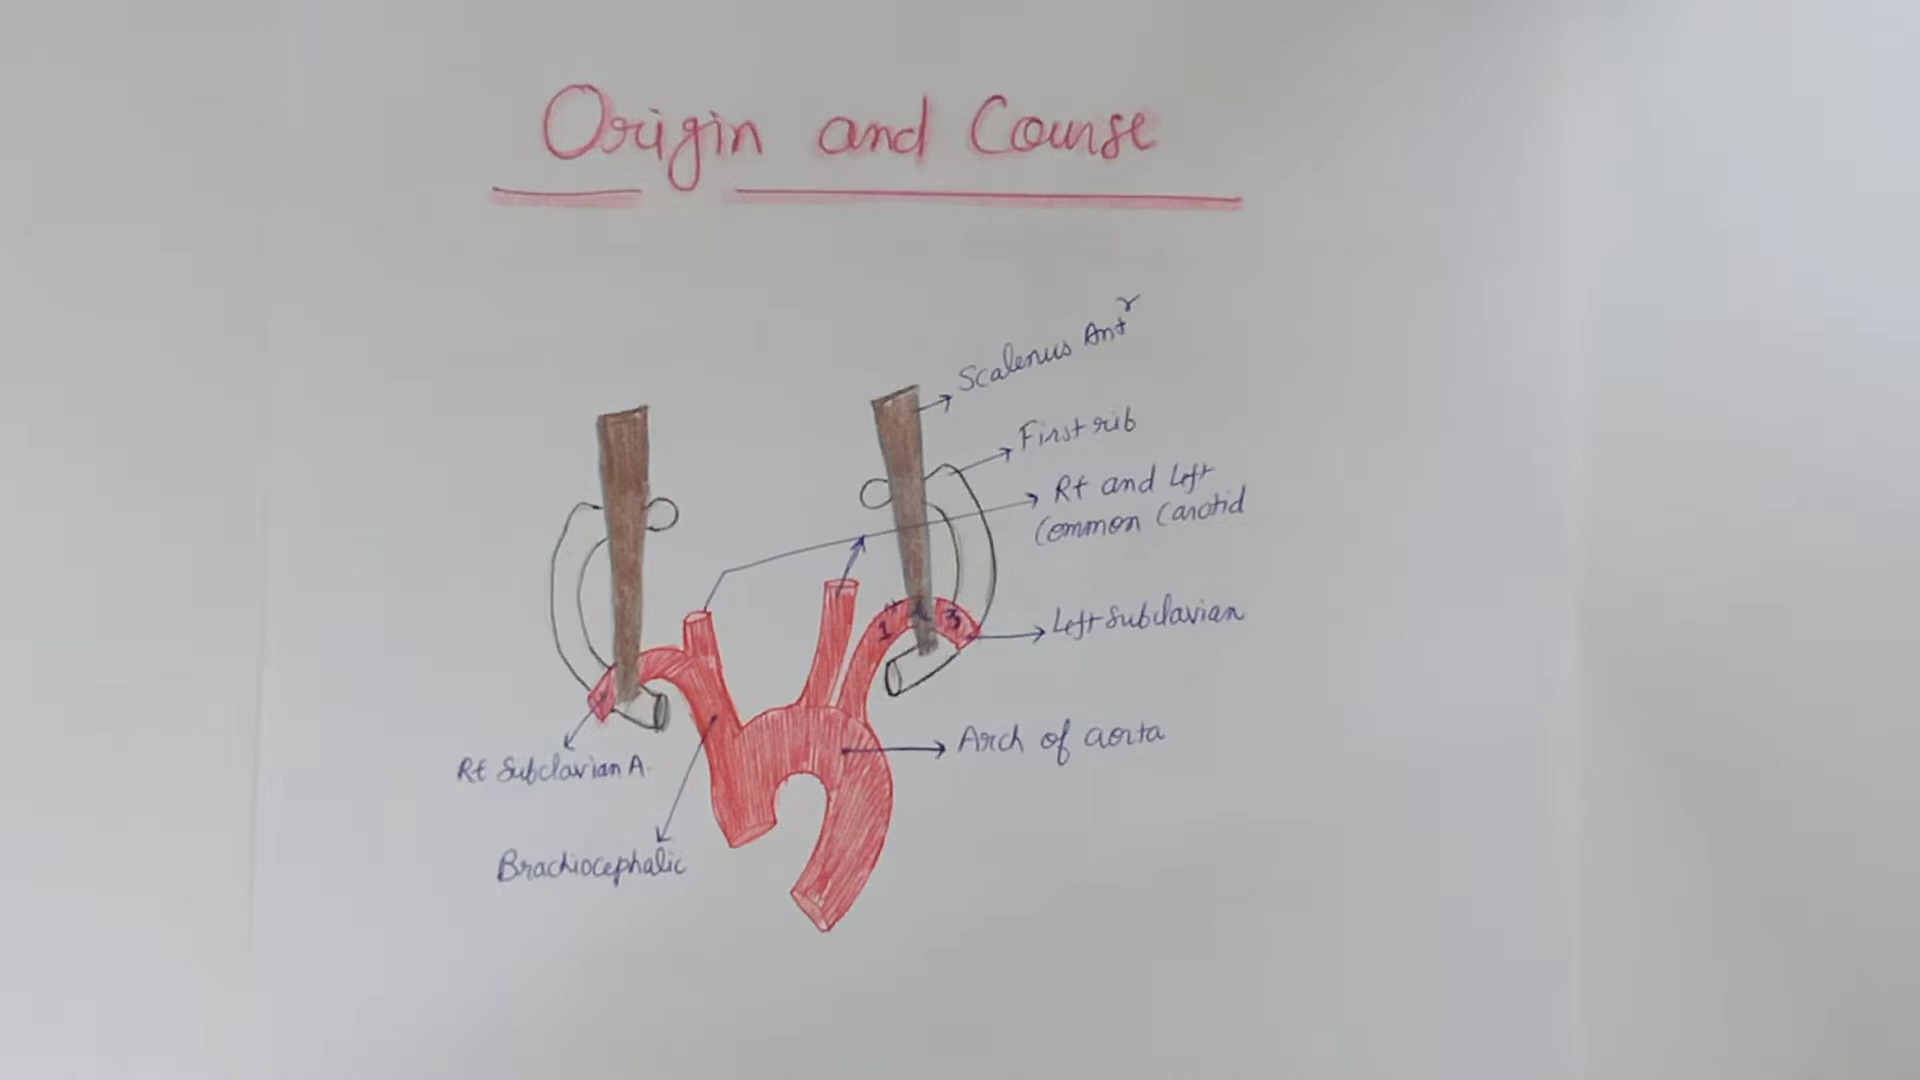 Origin and Course
Scalenus Antr
First rib
Rt and Left
Common Carotid
1 2 3
Left Subclavian
Rt Subclavian A.
Arch of aorta
Brachiocephalic